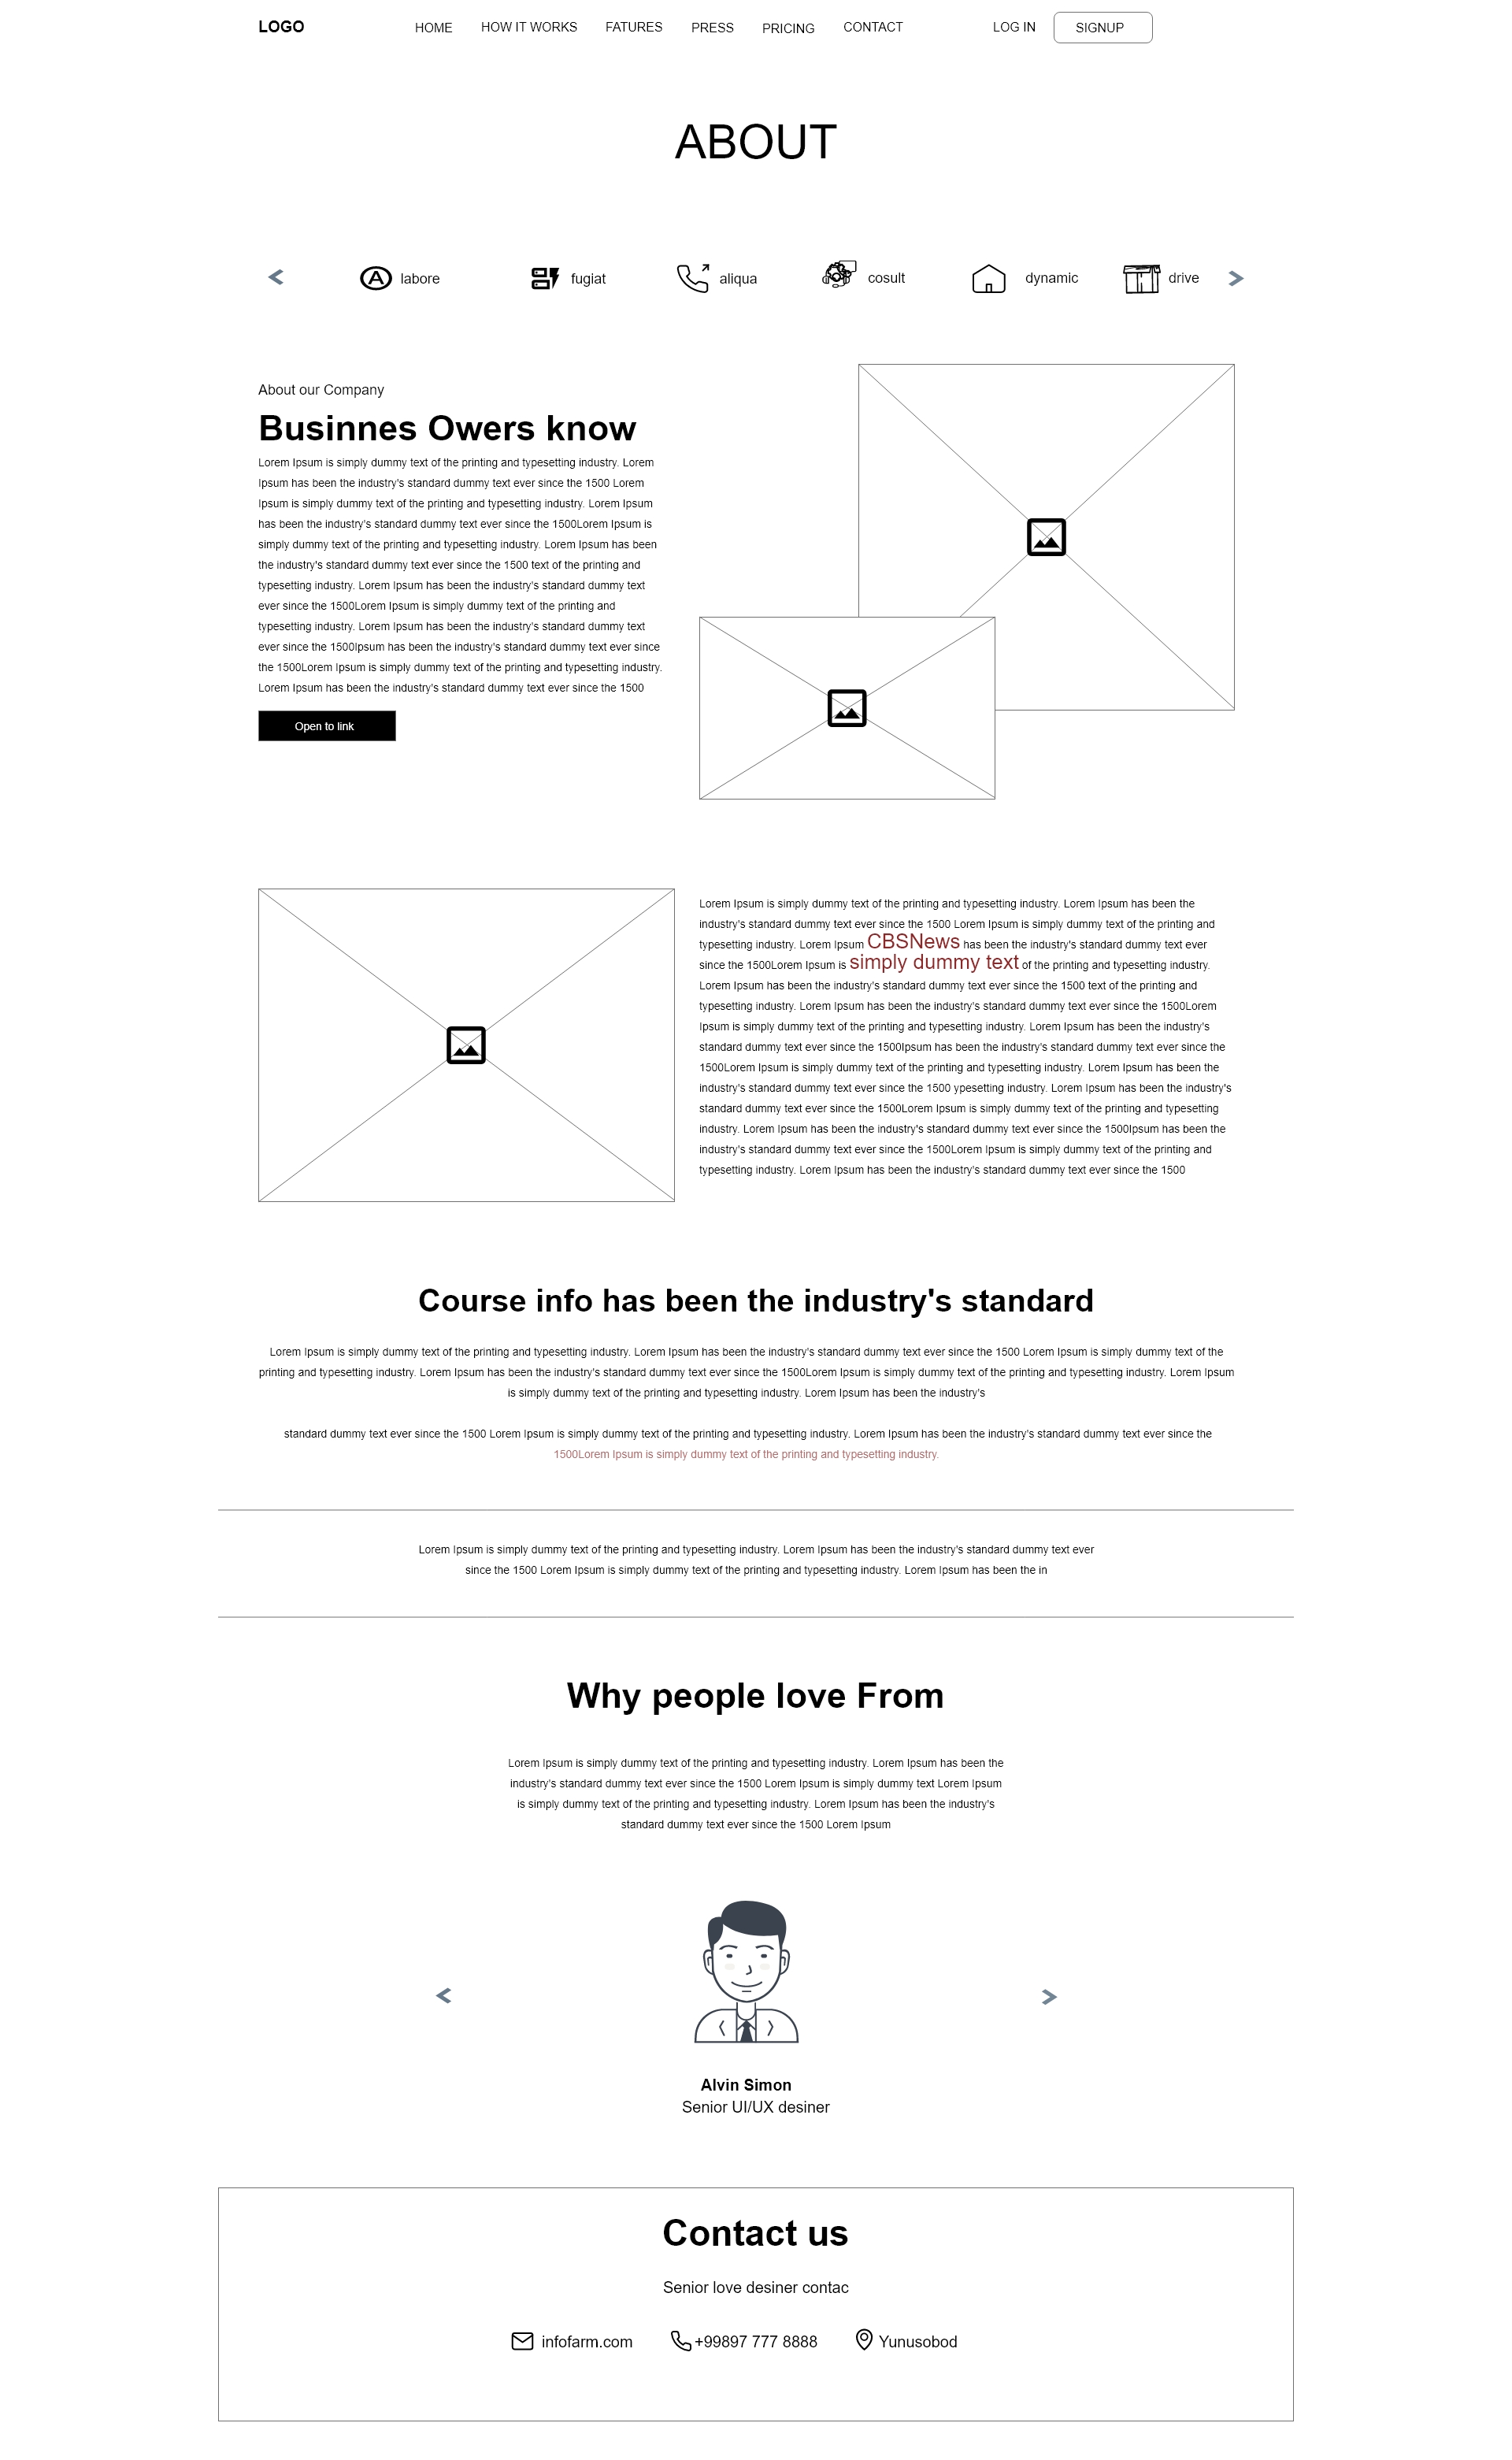 LOGO HOME HOW IT WORKS FATURES PRESS PRICING CONTACT LOG IN SIGNUP
ABOUT
labore fugiat aliqua cosult dynamic drive
About our Company
Businnes Owers know
Lorem Ipsum is simply dummy text of the printing and typesetting industry. Lorem
Ipsum has been the industry's standard dummy text ever since the 1500 Lorem
Ipsum is simply dummy text of the printing and typesetting industry. Lorem Ipsum
has been the industry's standard dummy text ever since the 1500Lorem Ipsum is
simply dummy text of the printing and typesetting industry. Lorem Ipsum has been
the industry's standard dummy text ever since the 1500 text of the printing and
typesetting industry. Lorem Ipsum has been the industry's standard dummy text
ever since the 1500Lorem Ipsum is simply dummy text of the printing and
typesetting industry. Lorem Ipsum has been the industry's standard dummy text
ever since the 1500Ipsum has been the industry's standard dummy text ever since
the 1500Lorem Ipsum is simply dummy text of the printing and typesetting industry.
Lorem Ipsum has been the industry's standard dummy text ever since the 1500
Open to link
Lorem Ipsum is simply dummy text of the printing and typesetting industry. Lorem Ipsum has been the
industry's standard dummy text ever since the 1500 Lorem Ipsum is simply dummy text of the printing and
typesetting industry. Lorem Ipsum CBSNews has been the industry's standard dummy text ever
since the 1500Lorem Ipsum is simply dummy text of the printing and typesetting industry.
Lorem Ipsum has been the industry's standard dummy text ever since the 1500 text of the printing and
typesetting industry. Lorem Ipsum has been the industry's standard dummy text ever since the 1500Lorem
Ipsum is simply dummy text of the printing and typesetting industry. Lorem Ipsum has been the industry's
standard dummy text ever since the 1500Ipsum has been the industry's standard dummy text ever since the
1500Lorem Ipsum is simply dummy text of the printing and typesetting industry. Lorem Ipsum has been the
industry's standard dummy text ever since the 1500 ypesetting industry. Lorem Ipsum has been the industry's
standard dummy text ever since the 1500Lorem Ipsum is simply dummy text of the printing and typesetting
industry. Lorem Ipsum has been the industry's standard dummy text ever since the 1500Ipsum has been the
industry's standard dummy text ever since the 1500Lorem Ipsum is simply dummy text of the printing and
typesetting industry. Lorem Ipsum has been the industry's standard dummy text ever since the 1500
Course info has been the industry's standard
Lorem Ipsum is simply dummy text of the printing and typesetting industry. Lorem Ipsum has been the industry's standard dummy text ever since the 1500 Lorem Ipsum is simply dummy text of the
printing and typesetting industry. Lorem Ipsum has been the industry's standard dummy text ever since the 1500Lorem Ipsum is simply dummy text of the printing and typesetting industry. Lorem Ipsum
is simply dummy text of the printing and typesetting industry. Lorem Ipsum has been the industry's
standard dummy text ever since the 1500 Lorem Ipsum is simply dummy text of the printing and typesetting industry. Lorem Ipsum has been the industry's standard dummy text ever since the
1500Lorem Ipsum is simply dummy text of the printing and typesetting industry.
Lorem Ipsum is simply dummy text of the printing and typesetting industry. Lorem Ipsum has been the industry's standard dummy text ever
since the 1500 Lorem Ipsum is simply dummy text of the printing and typesetting industry. Lorem Ipsum has been the in
Why people love From
Lorem Ipsum is simply dummy text of the printing and typesetting industry. Lorem Ipsum has been the
industry's standard dummy text ever since the 1500 Lorem Ipsum is simply dummy text Lorem Ipsum
is simply dummy text of the printing and typesetting industry. Lorem Ipsum has been the industry's
standard dummy text ever since the 1500 Lorem Ipsum
Alvin Simon
Senior UI/UX desiner
Contact us
Senior love desiner contac
infofarm.com +99897 777 8888 Yunusobod